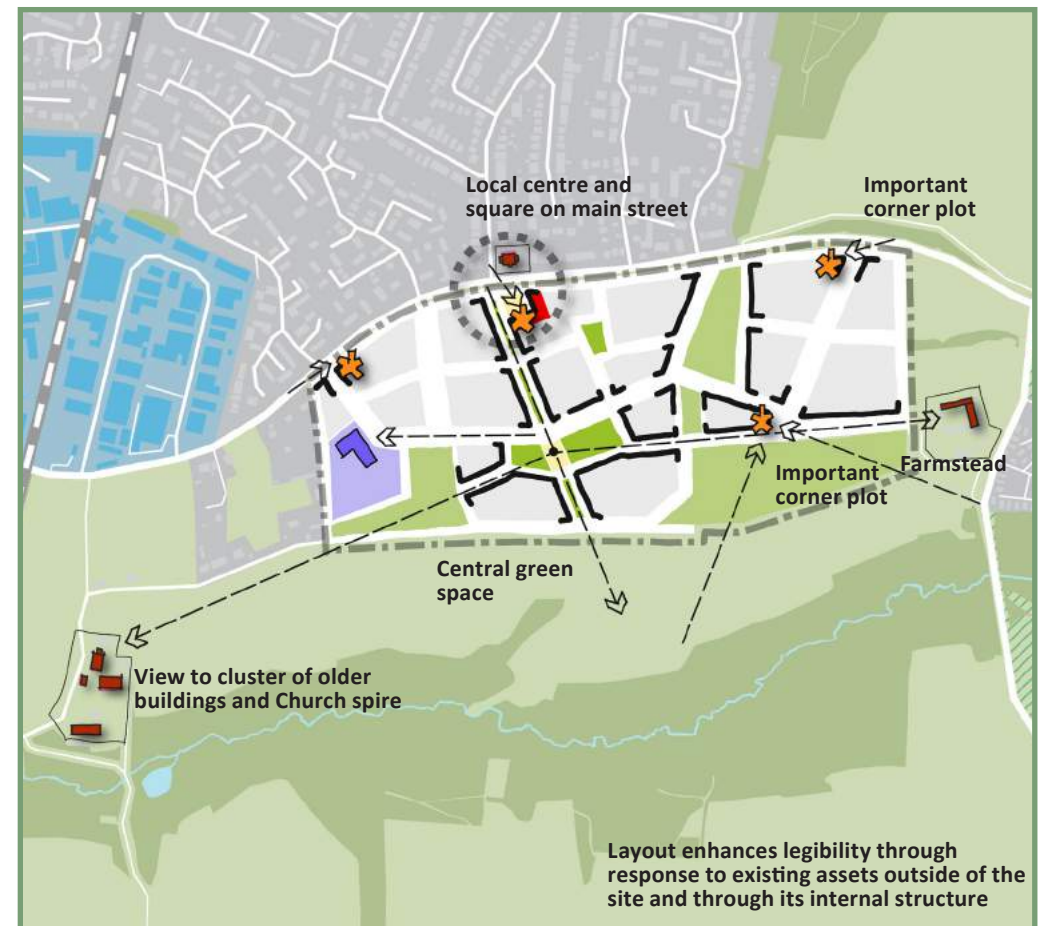 Local centre and
square on main street
Important
corner plot
Important
corner plot
Farmstead
Central green
space
View to cluster of older
buildings and Church spire
Layout enhances legibility through
response to existing assets outside of the
site and through its internal structure